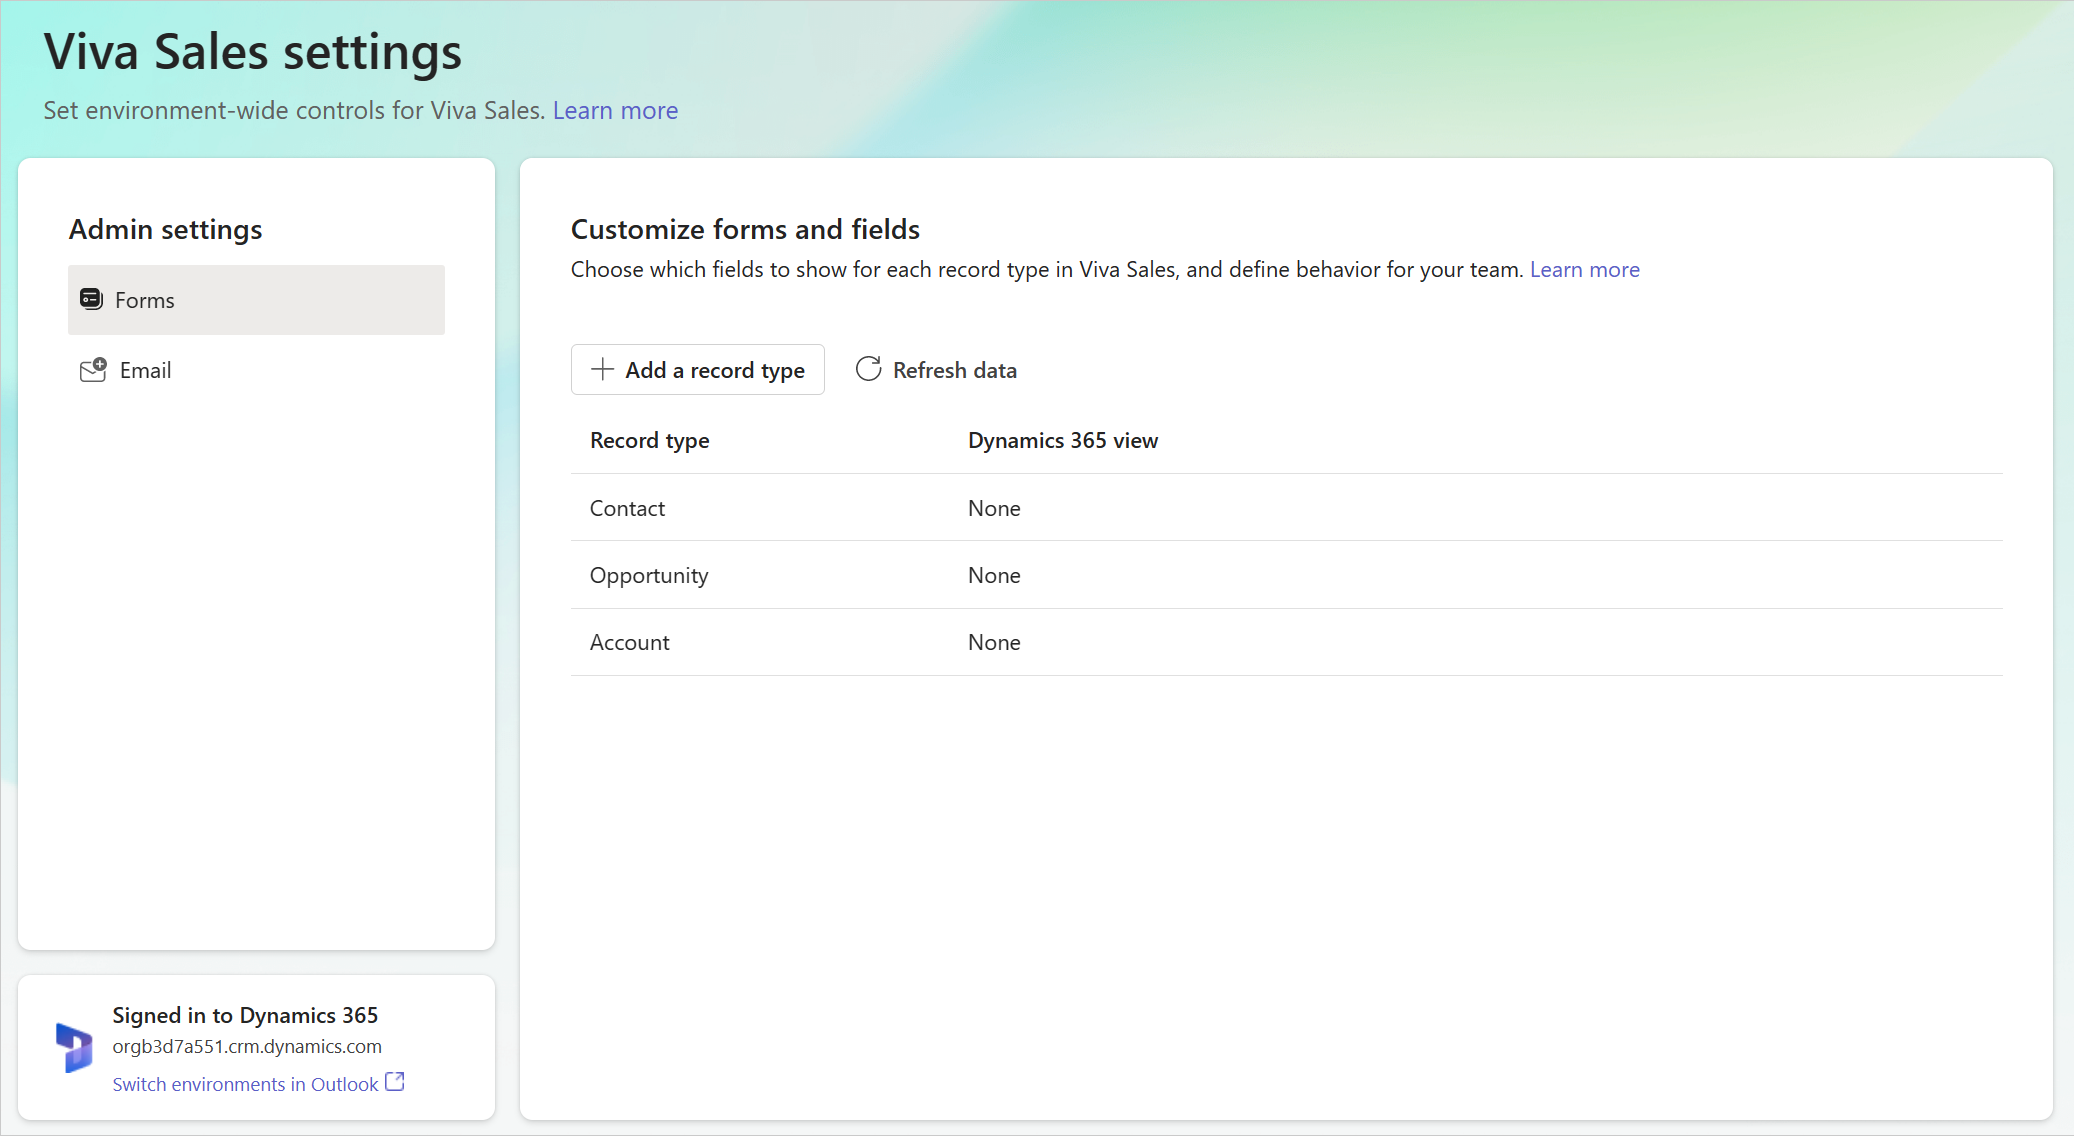 Viva Sales settings
Set environment-wide controls for Viva Sales. Learn more
Admin settings
Forms
Email
Signed in to Dynamics 365
orgb3d7a551.crm.dynamics.com
Switch environments in Outlook
Customize forms and fields
Choose which fields to show for each record type in Viva Sales, and define behavior for your team. Learn more
Add a record type Refresh data
Record type Dynamics 365 view
Contact None
Opportunity None
Account None